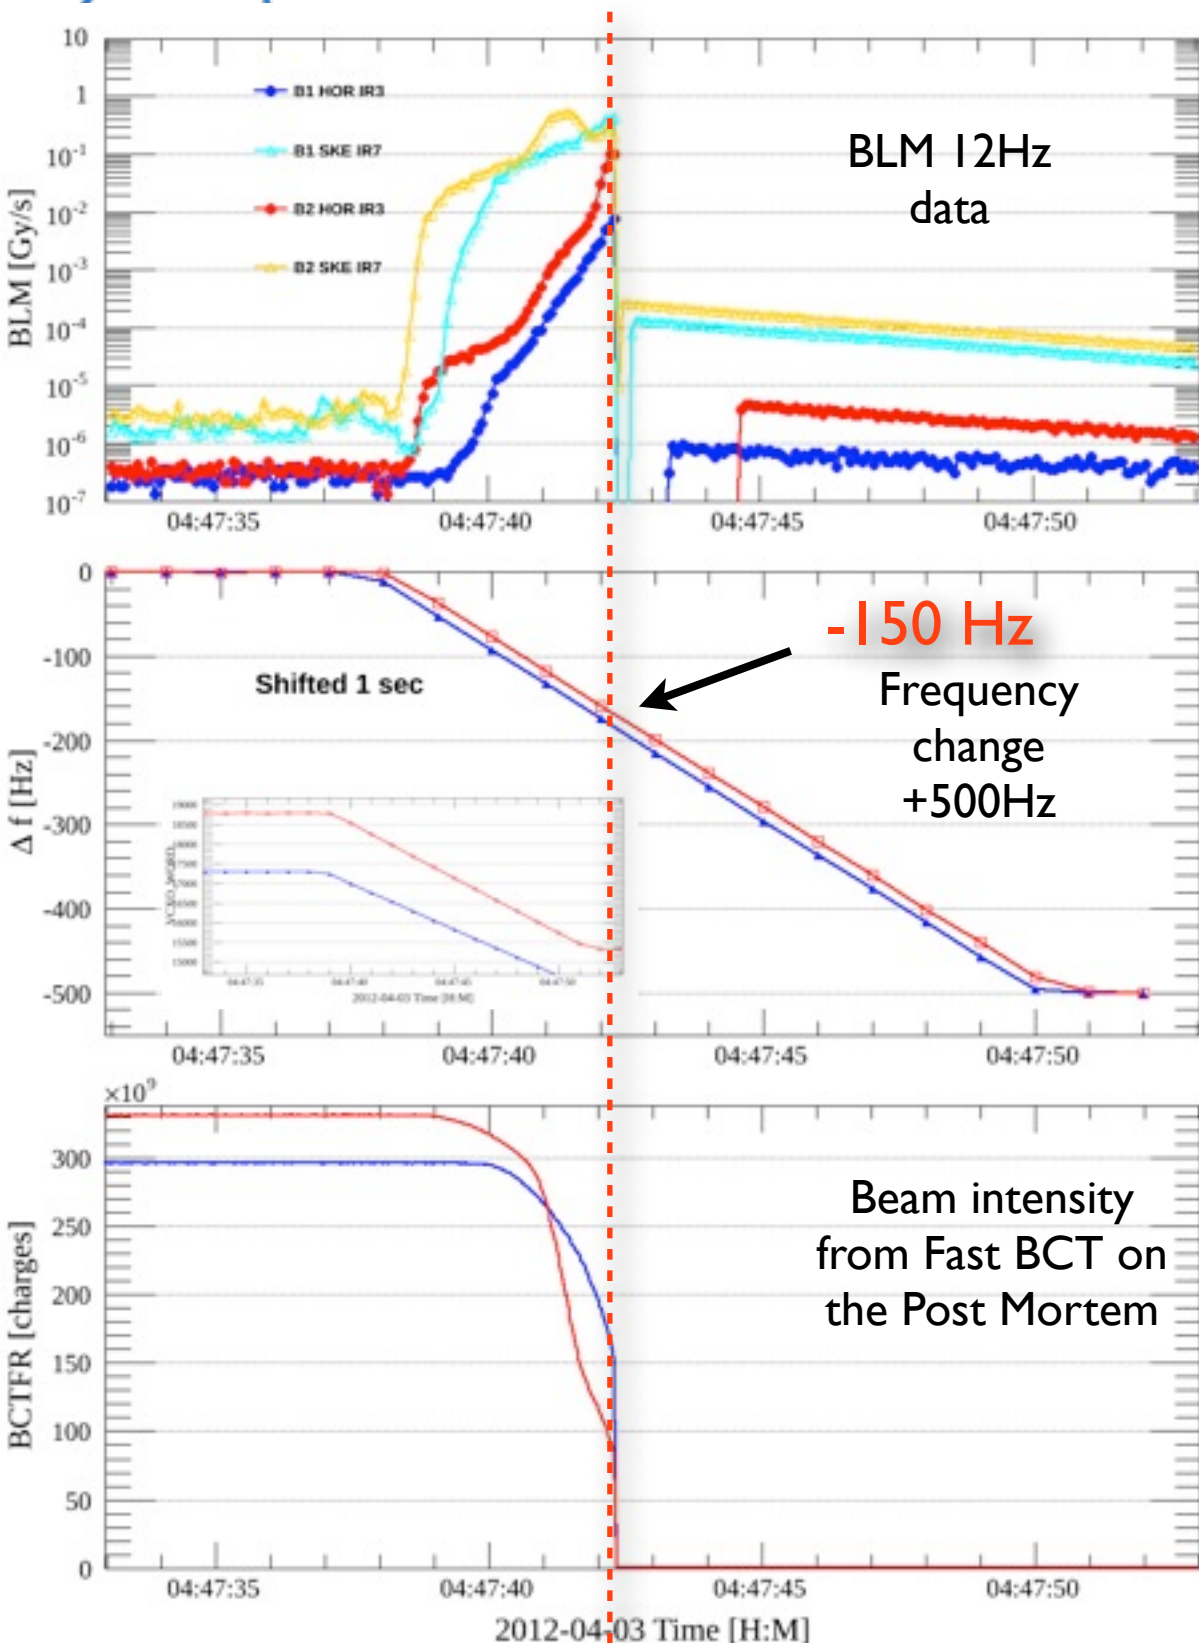 10
1
10⁻¹
10⁻²
10⁻³
10⁻⁴
10⁻⁵
10⁻⁶
10⁻⁷
BLM [Gy/s]
B1 HOR IR3
B1 SKE IR7
B2 HOR IR3
B2 SKE IR7
BLM 12Hz
data
04:47:35
04:47:40
04:47:45
04:47:50
0
-100
-200
-300
-400
-500
Δ f [Hz]
Shifted 1 sec
-150 Hz
Frequency
change
+500Hz
2012-04-03 Time [H:M]
04:47:35
04:47:40
04:47:45
04:47:50
×10⁹
300
250
200
150
100
50
0
BCTFR [charges]
Beam intensity
from Fast BCT on
the Post Mortem
04:47:35
04:47:40
04:47:45
04:47:50
2012-04-03 Time [H:M]